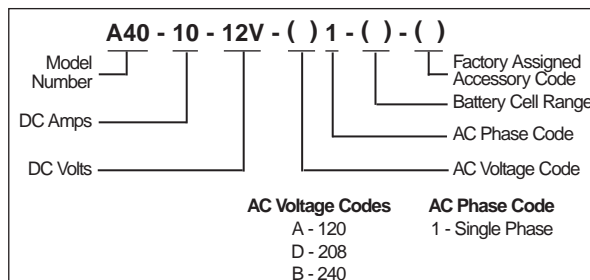 A40 - 10 - 12V - ( ) 1 - ( ) - ( )
Model
Number
DC Amps
DC Volts
Factory Assigned
Accessory Code
Battery Cell Range
AC Phase Code
AC Voltage Code
AC Voltage Codes
A - 120
D - 208
B - 240
AC Phase Code
1 - Single Phase